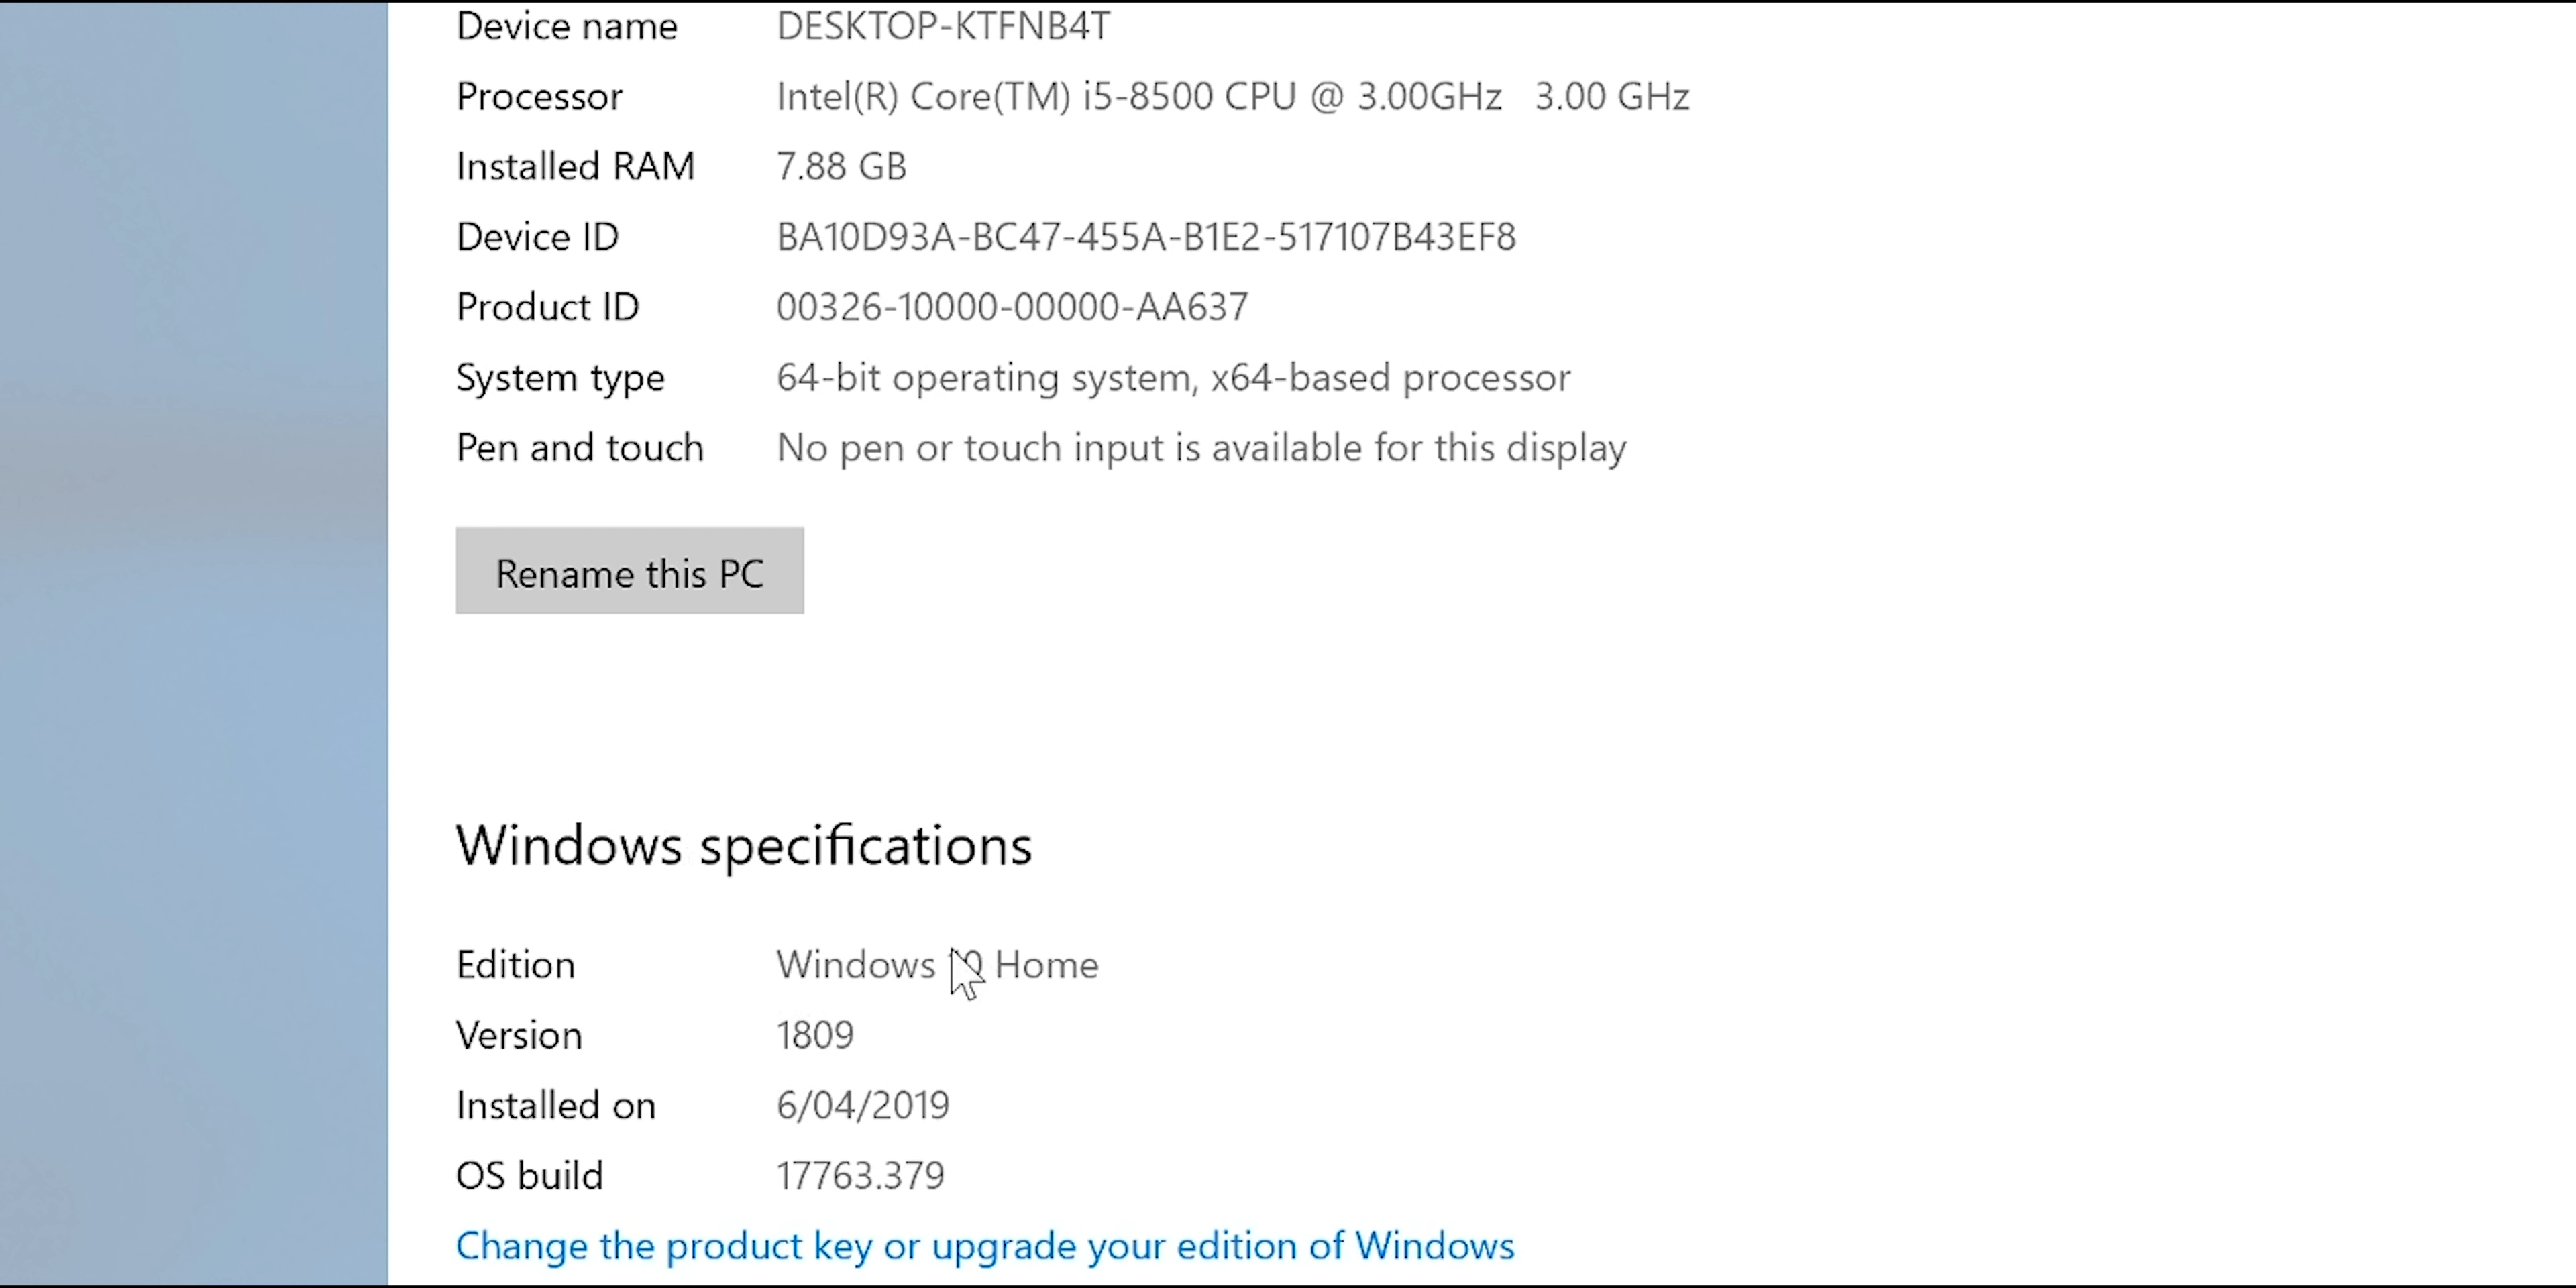 Device name DESKTOP-KTFNB4T
Processor Intel(R) Core(TM) i5-8500 CPU @ 3.00GHz 3.00 GHz
Installed RAM 7.88 GB
Device ID BA10D93A-BC47-455A-B1E2-517107B43EF8
Product ID 00326-10000-00000-AA637
System type 64-bit operating system, x64-based processor
Pen and touch No pen or touch input is available for this display
Rename this PC
Windows specifications
Edition Windows 10 Home
Version 1809
Installed on 6/04/2019
OS build 17763.379
Change the product key or upgrade your edition of Windows